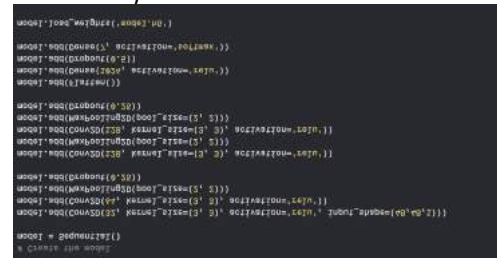 # Create the model
model = Sequential()
model.add(Conv2D(32, kernel_size=(3, 3), activation='relu', input_shape=(48,48,1)))
model.add(Conv2D(64, kernel_size=(3, 3), activation='relu'))
model.add(MaxPooling2D(pool_size=(2, 2)))
model.add(Dropout(0.25))
model.add(Conv2D(128, kernel_size=(3, 3), activation='relu'))
model.add(MaxPooling2D(pool_size=(2, 2)))
model.add(Conv2D(128, kernel_size=(3, 3), activation='relu'))
model.add(MaxPooling2D(pool_size=(2, 2)))
model.add(Dropout(0.25))
model.add(Flatten())
model.add(Dense(1024, activation='relu'))
model.add(Dropout(0.5))
model.add(Dense(7, activation='softmax'))
model.load_weights('model.h5')